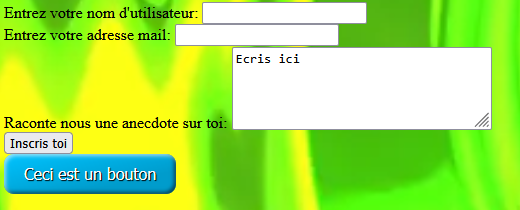 Entrez votre nom d'utilisateur:
Entrez votre adresse mail:
Ecris ici
Raconte nous une anecdote sur toi:
Inscris toi
Ceci est un bouton